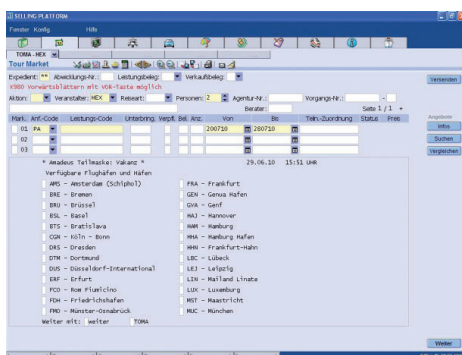 SELLING PLATFORM
Fenster Konfig. Hilfe
TOMA - HEX
Tour Market
Expedient: ** Abwicklungs-Nr.: Leistungsbeleg: Verkaufsbeleg:
X980 Vorwärtsblättern mit VOR-Taste möglich
Versenden
Aktion: Veranstalter: HEX Reiseart: Personen: 2 Agentur-Nr.: Vorgangs-Nr.: -
Berater: Seite 1 / 1 +
Mark. Anf.-Code Leistungs-Code Unterbring. Verpfl. Bel. Anz. Von Bis Teiln.-Zuordnung Status Preis
Angebote
01 PA 200710 280710
Infos
02
Suchen
03
Vergleichen
* Amadeus Teilmaske: Vakanz * 29.06.10 15:51 UHR
Verfügbare Flughäfen und Häfen
AMS - Amsterdam (Schiphol) FRA - Frankfurt
BRE - Bremen GEN - Genua Hafen
BRU - Brüssel GVA - Genf
BSL - Basel HAJ - Hannover
BTS - Bratislava HAM - Hamburg
CGN - Köln - Bonn HHA - Hamburg Hafen
DRS - Dresden HHN - Frankfurt-Hahn
DTM - Dortmund LBC - Lübeck
DUS - Düsseldorf-International LEJ - Leipzig
ERF - Erfurt LIN - Mailand Linate
FCO - Rom Fiumicino LUX - Luxemburg
FDH - Friedrichshafen MST - Maastricht
FMO - Münster-Osnabrück MUC - München
Weiter mit: weiter TOMA
Weiter